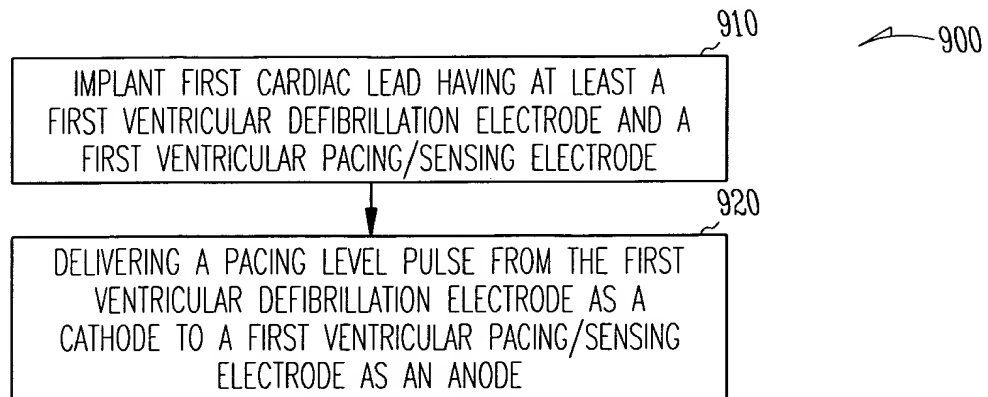 910
900
IMPLANT FIRST CARDIAC LEAD HAVING AT LEAST A
FIRST VENTRICULAR DEFIBRILLATION ELECTRODE AND A
FIRST VENTRICULAR PACING/SENSING ELECTRODE
920
DELIVERING A PACING LEVEL PULSE FROM THE FIRST
VENTRICULAR DEFIBRILLATION ELECTRODE AS A
CATHODE TO A FIRST VENTRICULAR PACING/SENSING
ELECTRODE AS AN ANODE